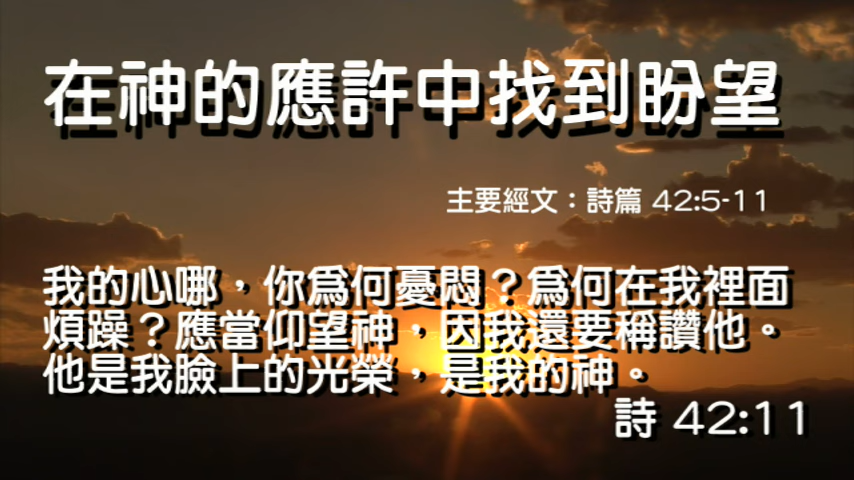 在神的應許中找到盼望
主要經文：詩篇 42:5-11
我的心哪，你為何憂悶？為何在我裡面
煩躁？應當仰望神，因我還要稱讚他。
他是我臉上的光榮，是我的神。
詩 42:11